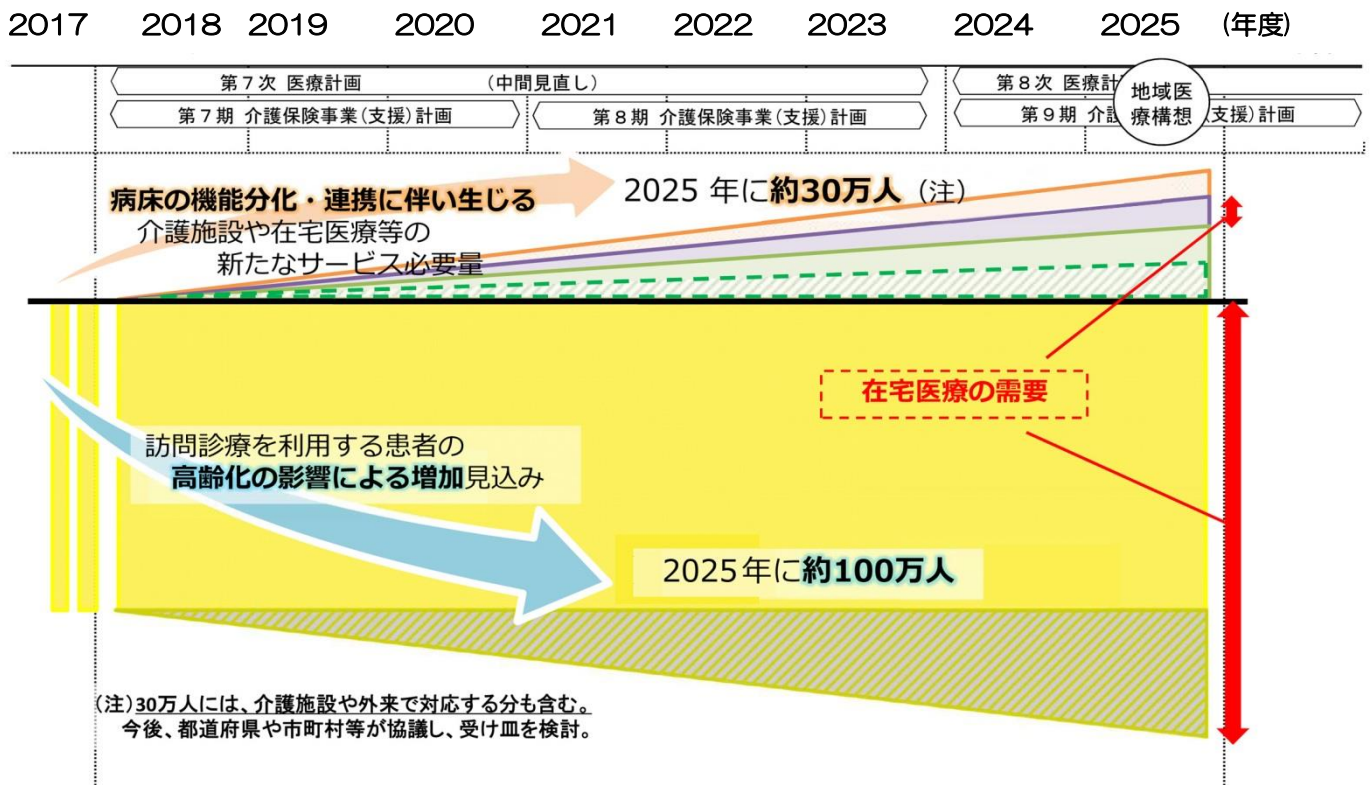 2017 2018 2019 2020 2021 2022 2023 2024 2025 (年度)
第7次 医療計画 (中間見直し) 第8次 医療計
地域医
療構想
第7期 介護保険事業(支援)計画 第8期 介護保険事業(支援)計画 第9期 介護 支援)計画
病床の機能分化・連携に伴い生じる
介護施設や在宅医療等の
新たなサービス必要量
2025 年に約30万人 (注)
在宅医療の需要
訪問診療を利用する患者の
高齢化の影響による増加見込み
2025年に約100万人
(注)30万人には、介護施設や外来で対応する分も含む。
今後、都道府県や市町村等が協議し、受け皿を検討。